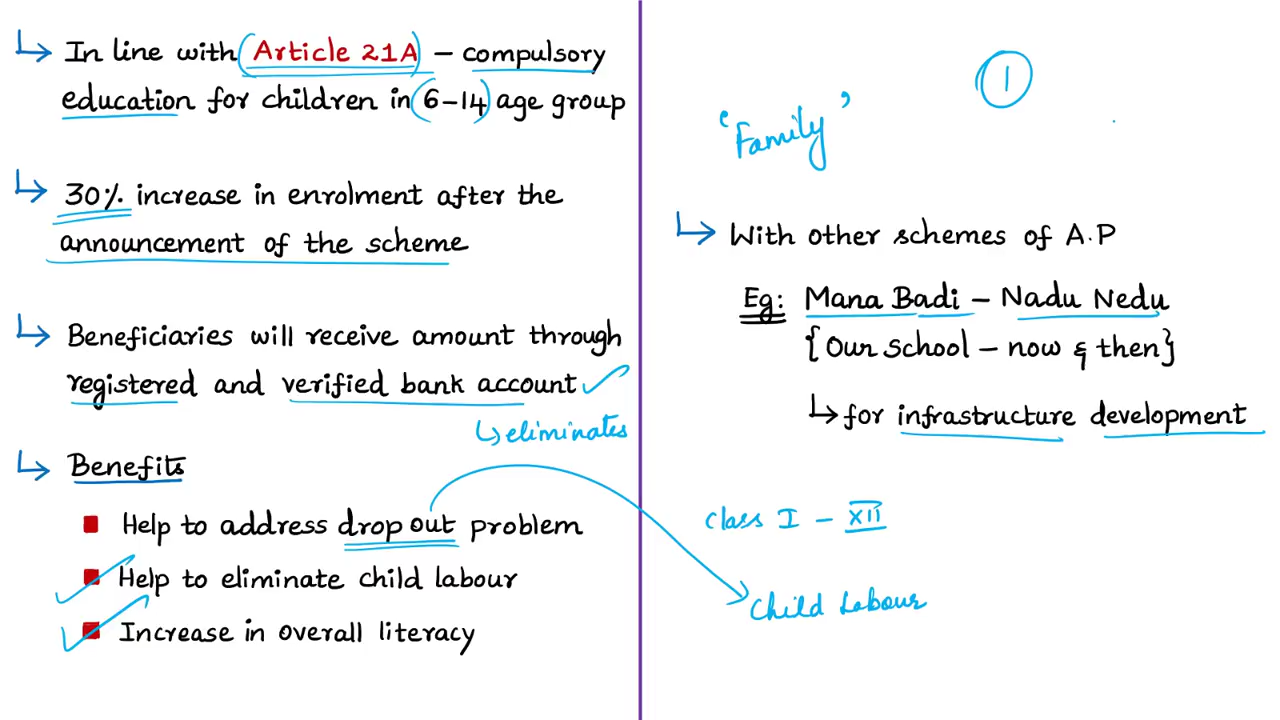 In line with Article 21A – compulsory
education for children in 6–14 age group
30% increase in enrolment after the
announcement of the scheme
Beneficiaries will receive amount through
registered and verified bank account
eliminates
Benefits
Help to address drop out problem
Help to eliminate child labour
Increase in overall literacy
1
'Family'
With other schemes of A.P
Eg: Mana Badi – Nadu Nedu
{Our school – now & then}
for infrastructure development
Class I – XII
Child Labour